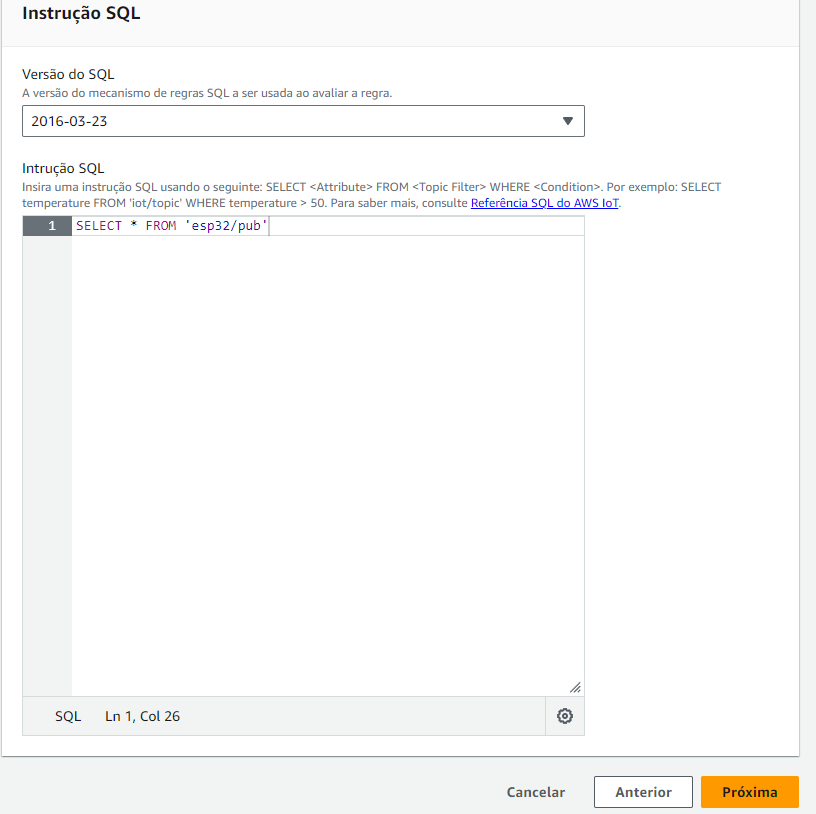 Instrução SQL
Versão do SQL
A versão do mecanismo de regras SQL a ser usada ao avaliar a regra.
2016-03-23
Intrução SQL
Insira uma instrução SQL usando o seguinte: SELECT <Attribute> FROM <Topic Filter> WHERE <Condition>. Por exemplo: SELECT
temperature FROM 'iot/topic' WHERE temperature > 50. Para saber mais, consulte Referência SQL do AWS IoT.
1 SELECT * FROM 'esp32/pub'
SQL Ln 1, Col 26
Cancelar Anterior Próxima